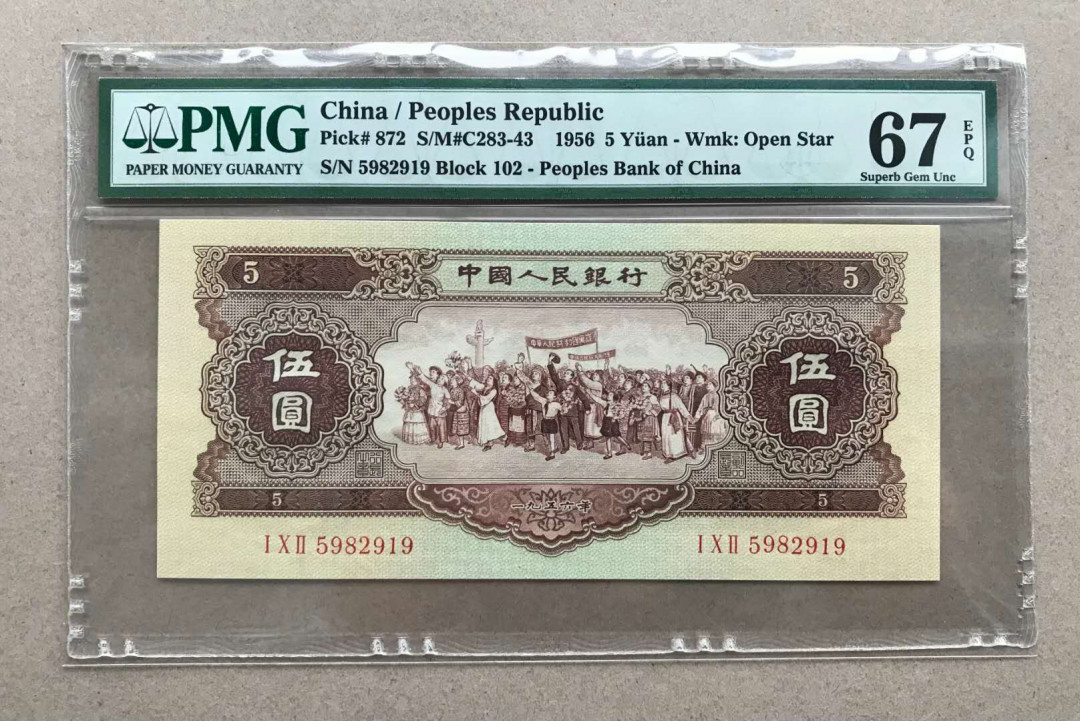 PMG
PAPER MONEY GUARANTY
China / Peoples Republic
Pick# 872 S/M#C283-43 1956 5 Yüan - Wmk: Open Star
S/N 5982919 Block 102 - Peoples Bank of China
67 EPQ
Superb Gem Unc
5 中國人民銀行 5
伍圓 伍圓
5 一九五六年 5
I X II 5982919 I X II 5982919